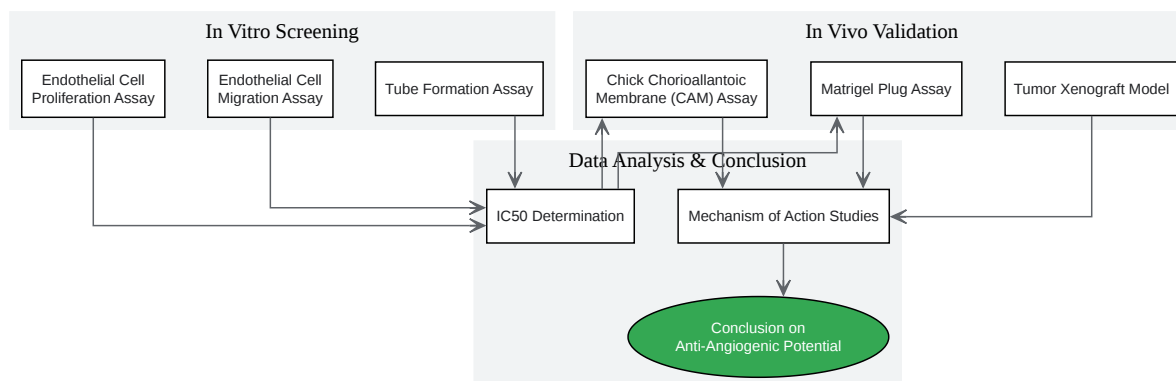 In Vitro Screening
Endothelial Cell
Proliferation Assay
Endothelial Cell
Migration Assay
Tube Formation Assay
In Vivo Validation
Chick Chorioallantoic
Membrane (CAM) Assay
Matrigel Plug Assay
Tumor Xenograft Model
Data Analysis & Conclusion
IC50 Determination
Mechanism of Action Studies
Conclusion on
Anti-Angiogenic Potential